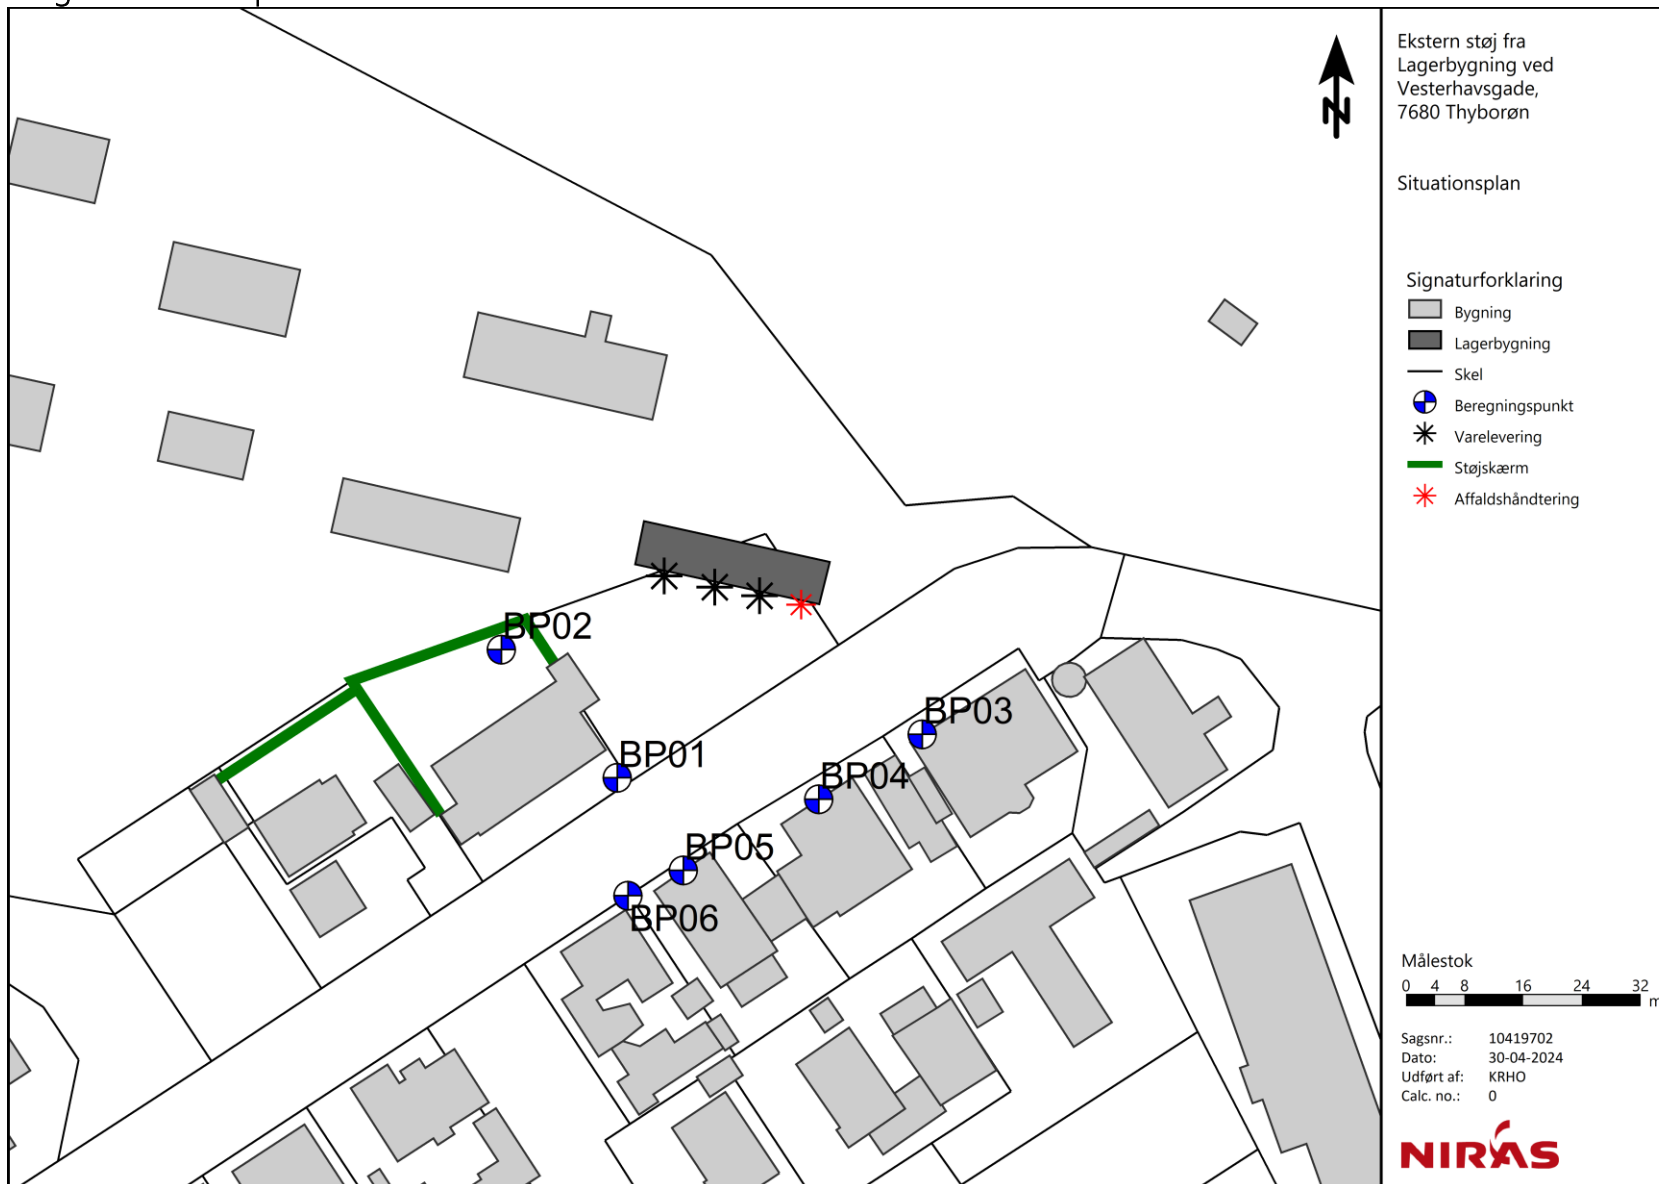 Ekstern støj fra
Lagerbygning ved
Vesterhavsgade,
7680 Thyborøn
Situationsplan
Signaturforklaring
Bygning
Lagerbygning
Skel
Beregningspunkt
Varelevering
Støjskærm
Affaldshåndtering
N
BP02
BP03
BP01
BP04
BP05
BP06
Målestok
0 4 8 16 24 32
m
Sagsnr.: 10419702
Dato: 30-04-2024
Udført af: KRHO
Calc. no.: 0
NIRÁS